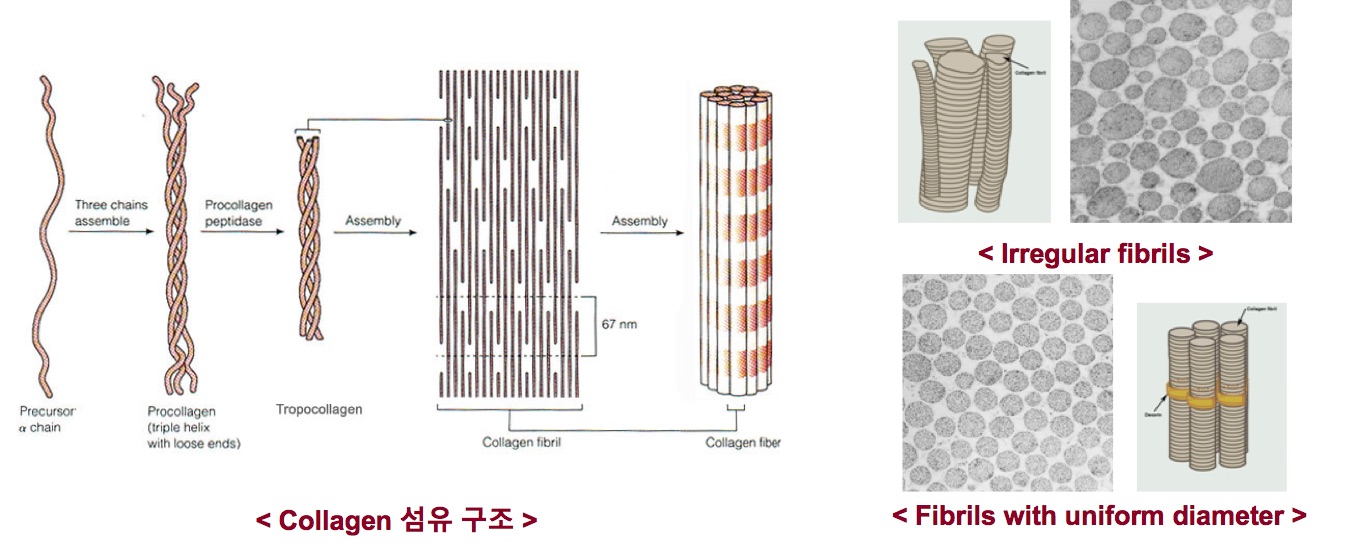 Three chains
assemble
Procollagen
peptidase
Assembly
Assembly
67 nm
Precursor
α chain
Procollagen
(triple helix
with loose ends)
Tropocollagen
Collagen fibril
Collagen fiber
< Collagen 섬유 구조 >
Collagen fibril
< Irregular fibrils >
Collagen fibril
Decorin
< Fibrils with uniform diameter >